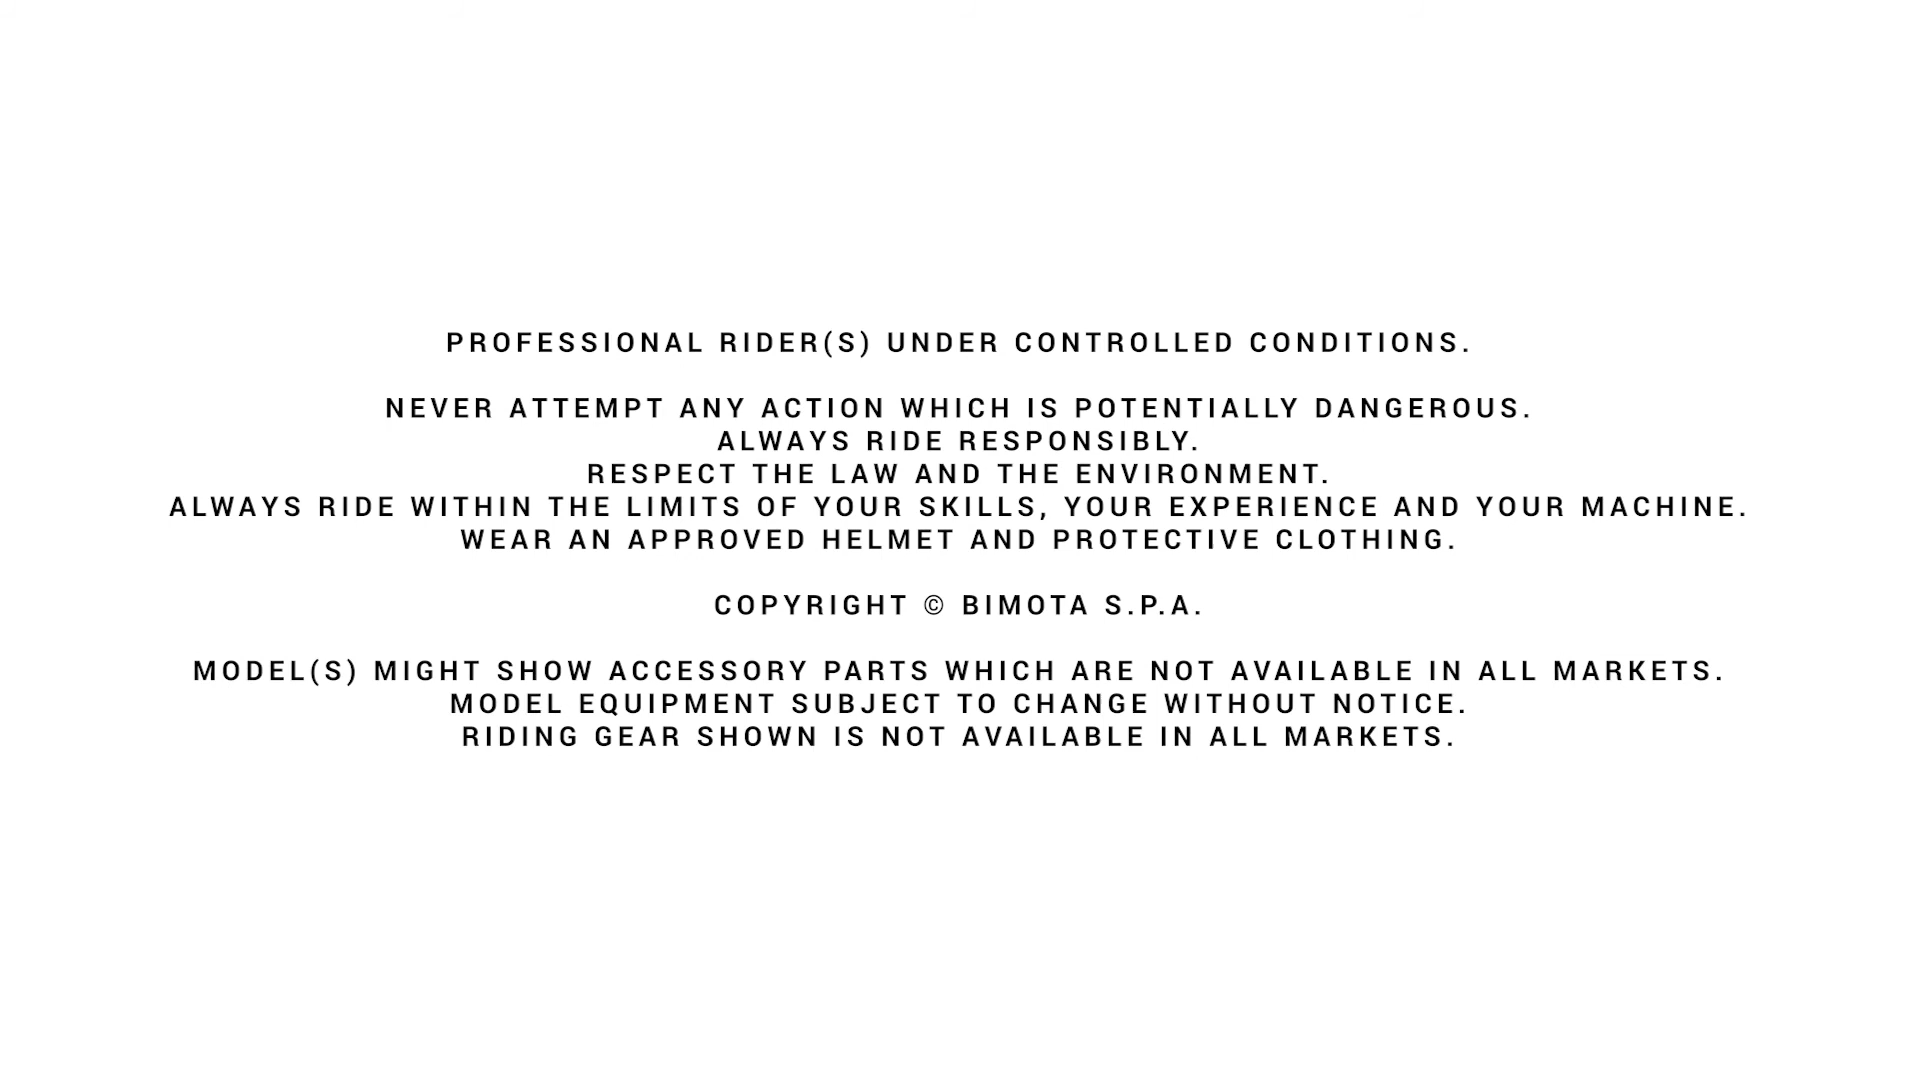 PROFESSIONAL RIDER(S) UNDER CONTROLLED CONDITIONS.
NEVER ATTEMPT ANY ACTION WHICH IS POTENTIALLY DANGEROUS.
ALWAYS RIDE RESPONSIBLY.
RESPECT THE LAW AND THE ENVIRONMENT.
ALWAYS RIDE WITHIN THE LIMITS OF YOUR SKILLS, YOUR EXPERIENCE AND YOUR MACHINE.
WEAR AN APPROVED HELMET AND PROTECTIVE CLOTHING.
COPYRIGHT © BIMOTA S.P.A.
MODEL(S) MIGHT SHOW ACCESSORY PARTS WHICH ARE NOT AVAILABLE IN ALL MARKETS.
MODEL EQUIPMENT SUBJECT TO CHANGE WITHOUT NOTICE.
RIDING GEAR SHOWN IS NOT AVAILABLE IN ALL MARKETS.